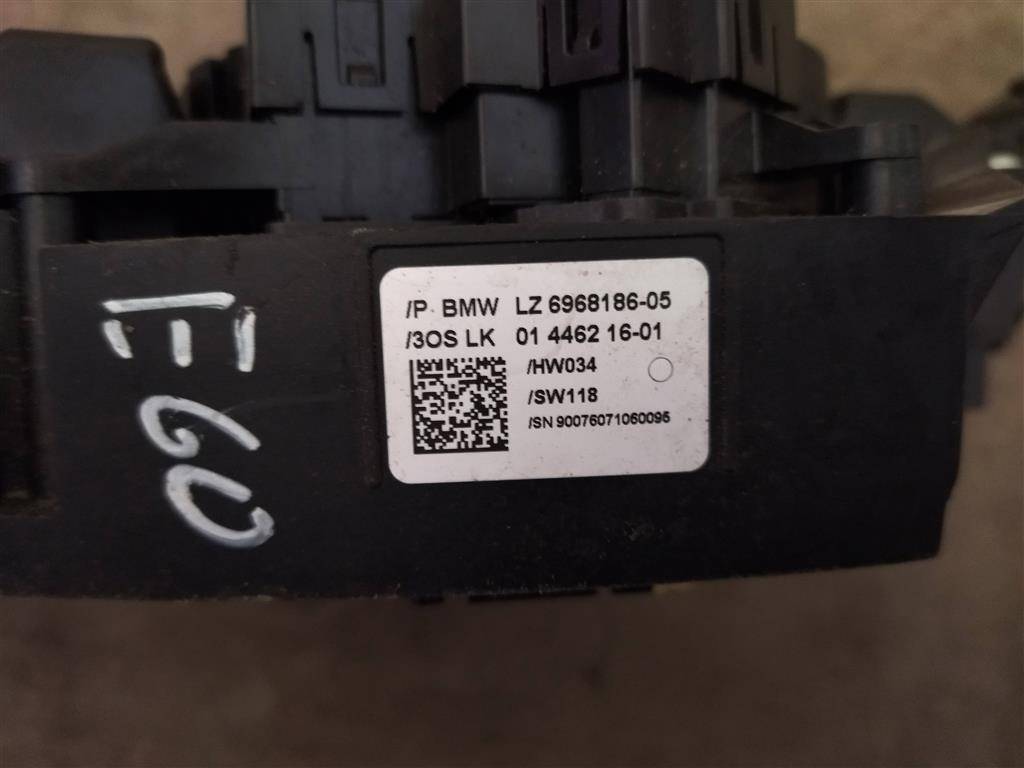 /P BMW LZ 6968186-05
/3OS LK 01 4462 16-01
/HW034
/SW118
/SN 90076071060095
E60